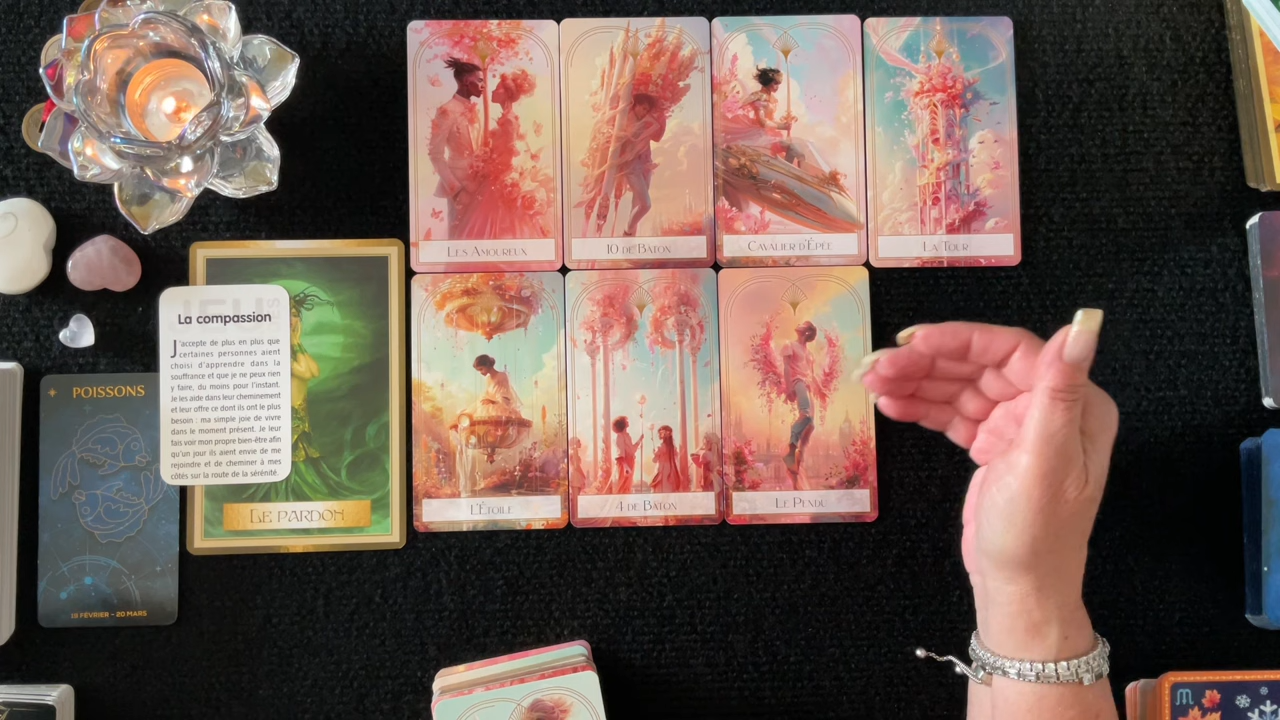 Les Amoureux
10 de Bâton
Cavalier d'Épée
La Tour
L'Étoile
4 de Bâton
Le Pendu
La compassion
J'accepte de plus en plus que
certaines personnes aient
choisi d'apprendre dans la
souffrance et que je ne peux rien
y faire, du moins pour l'instant.
Je les aide dans leur cheminement
et leur offre ce dont ils ont le plus
besoin : ma simple joie de vivre
dans le moment présent. Je leur
fais voir mon propre bien-être afin
qu'un jour ils aient envie de me
rejoindre et de cheminer à mes
côtés sur la route de la sérénité.
LE PARDON
POISSONS
19 FÉVRIER - 20 MARS